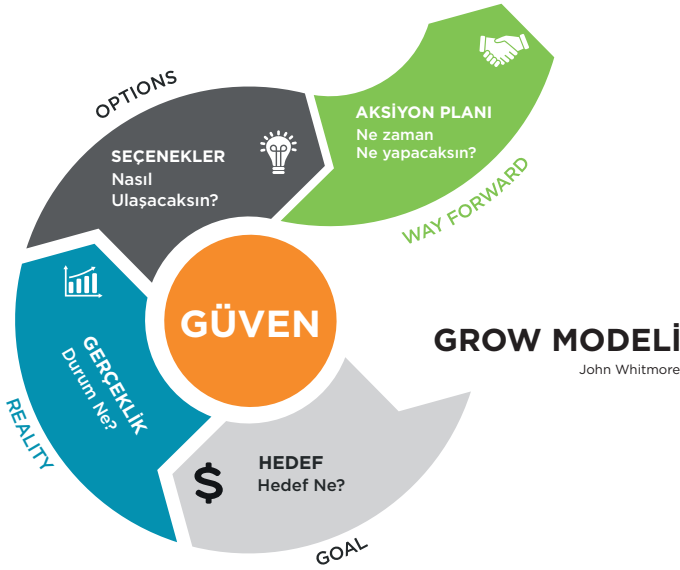 OPTIONS
SEÇENEKLER
Nasıl
Ulaşacaksın?
AKSİYON PLANI
Ne zaman
Ne yapacaksın?
WAY FORWARD
GÜVEN
GERÇEKLİK
Durum Ne?
REALITY
$
HEDEF
Hedef Ne?
GOAL
GROW MODELİ
John Whitmore